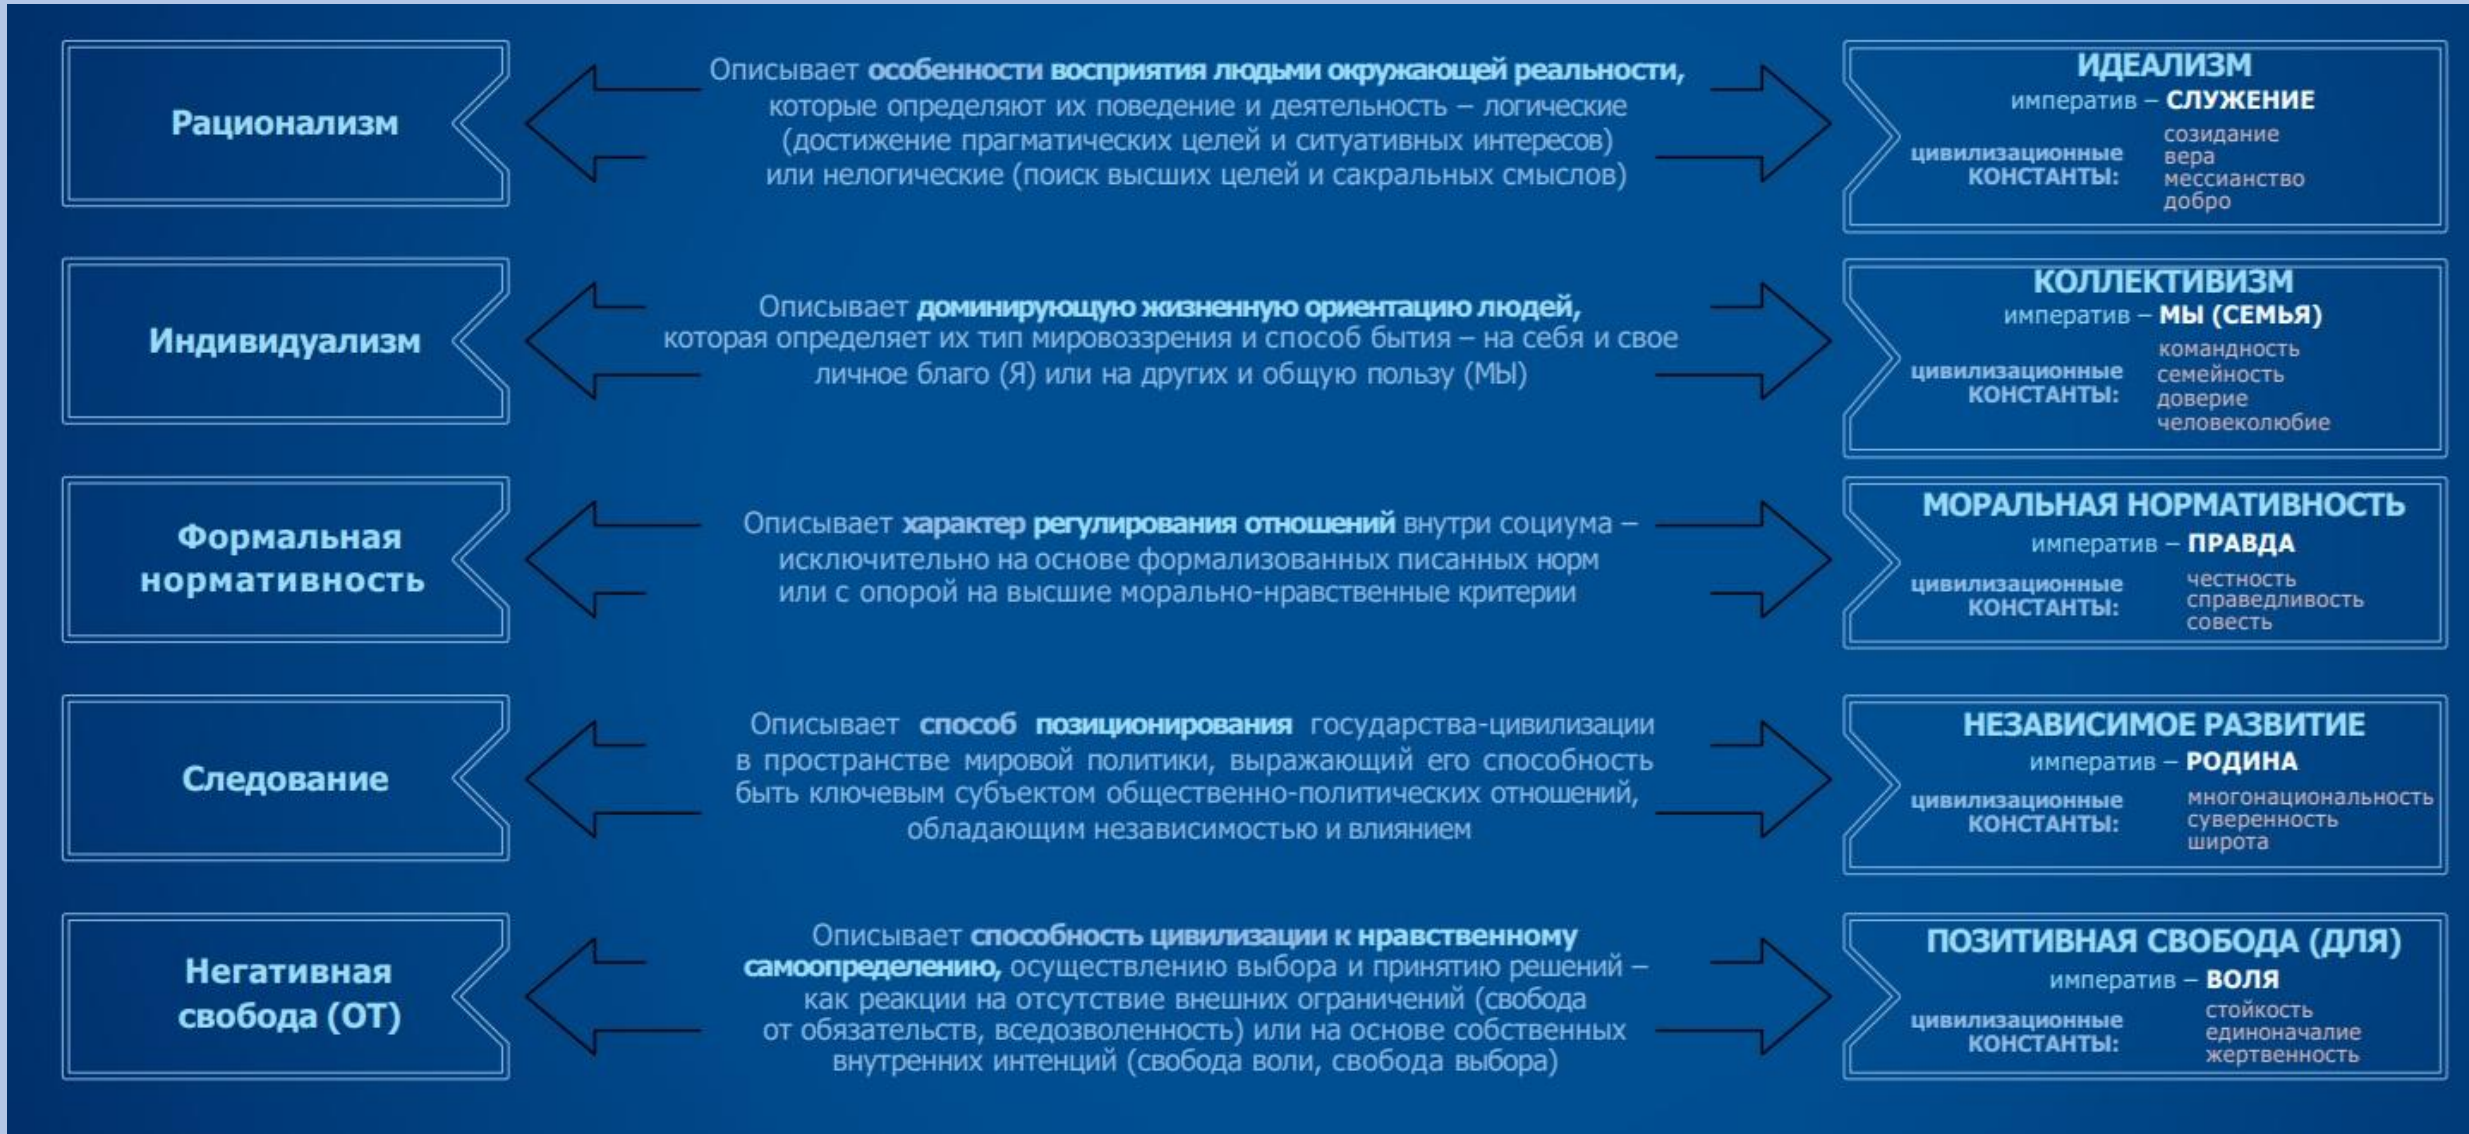 Рационализм
Описывает особенности восприятия людьми окружающей реальности,
которые определяют их поведение и деятельность – логические
(достижение прагматических целей и ситуативных интересов)
или нелогические (поиск высших целей и сакральных смыслов)
ИДЕАЛИЗМ
императив – СЛУЖЕНИЕ
цивилизационные
КОНСТАНТЫ:
созидание
вера
мессианство
добро
Индивидуализм
Описывает доминирующую жизненную ориентацию людей,
которая определяет их тип мировоззрения и способ бытия – на себя и свое
личное благо (Я) или на других и общую пользу (МЫ)
КОЛЛЕКТИВИЗМ
императив – МЫ (СЕМЬЯ)
цивилизационные
КОНСТАНТЫ:
командность
семейность
доверие
человеколюбие
Формальная
нормативность
Описывает характер регулирования отношений внутри социума –
исключительно на основе формализованных писанных норм
или с опорой на высшие морально-нравственные критерии
МОРАЛЬНАЯ НОРМАТИВНОСТЬ
императив – ПРАВДА
цивилизационные
КОНСТАНТЫ:
честность
справедливость
совесть
Следование
Описывает способ позиционирования государства-цивилизации
в пространстве мировой политики, выражающий его способность
быть ключевым субъектом общественно-политических отношений,
обладающим независимостью и влиянием
НЕЗАВИСИМОЕ РАЗВИТИЕ
императив – РОДИНА
цивилизационные
КОНСТАНТЫ:
многонациональность
суверенность
широта
Негативная
свобода (ОТ)
Описывает способность цивилизации к нравственному
самоопределению, осуществлению выбора и принятию решений –
как реакции на отсутствие внешних ограничений (свобода
от обязательств, вседозволенность) или на основе собственных
внутренних интенций (свобода воли, свобода выбора)
ПОЗИТИВНАЯ СВОБОДА (ДЛЯ)
императив – ВОЛЯ
цивилизационные
КОНСТАНТЫ:
стойкость
единоначалие
жертвенность